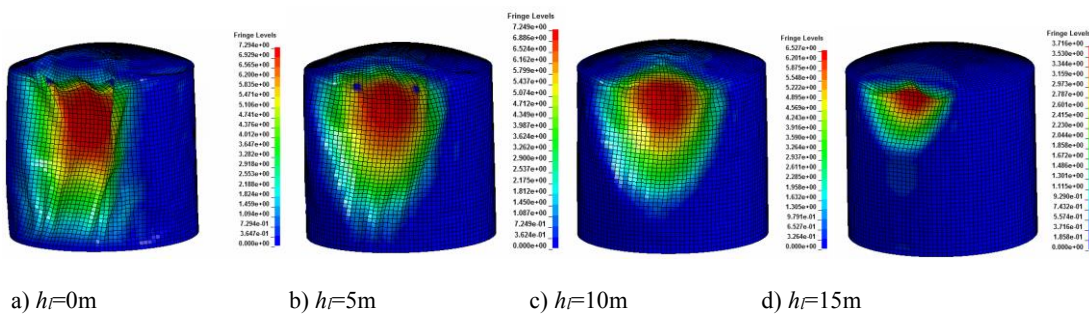 Fringe Levels
7.294e+00
6.929e+00
6.565e+00
6.200e+00
5.835e+00
5.471e+00
5.106e+00
4.741e+00
4.376e+00
4.012e+00
3.647e+00
3.282e+00
2.918e+00
2.553e+00
2.188e+00
1.824e+00
1.459e+00
1.094e+00
7.294e-01
3.647e-01
0.000e+00
Fringe Levels
7.249e+00
6.886e+00
6.524e+00
6.162e+00
5.799e+00
5.437e+00
5.074e+00
4.712e+00
4.349e+00
3.987e+00
3.624e+00
3.262e+00
2.900e+00
2.537e+00
2.175e+00
1.812e+00
1.450e+00
1.087e+00
7.249e-01
3.624e-01
0.000e+00
Fringe Levels
6.527e+00
6.201e+00
5.875e+00
5.548e+00
5.222e+00
4.895e+00
4.569e+00
4.243e+00
3.916e+00
3.590e+00
3.264e+00
2.937e+00
2.611e+00
2.285e+00
1.958e+00
1.632e+00
1.305e+00
9.791e-01
6.527e-01
3.264e-01
0.000e+00
Fringe Levels
3.716e+00
3.530e+00
3.344e+00
3.159e+00
2.973e+00
2.787e+00
2.601e+00
2.415e+00
2.230e+00
2.044e+00
1.858e+00
1.672e+00
1.486e+00
1.301e+00
1.115e+00
9.290e-01
7.432e-01
5.574e-01
3.716e-01
1.858e-01
0.000e+00
a) hl=0m b) hl=5m c) hl=10m d) hl=15m